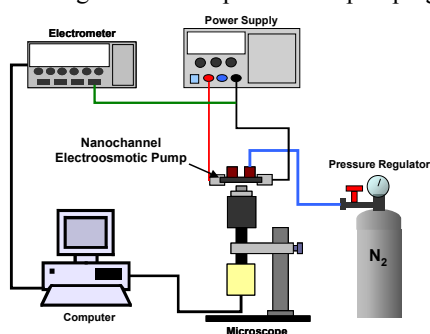 Power Supply
Electrometer
Nanochannel
Electroosmotic Pump
Pressure Regulator
N2
Computer
Microscope